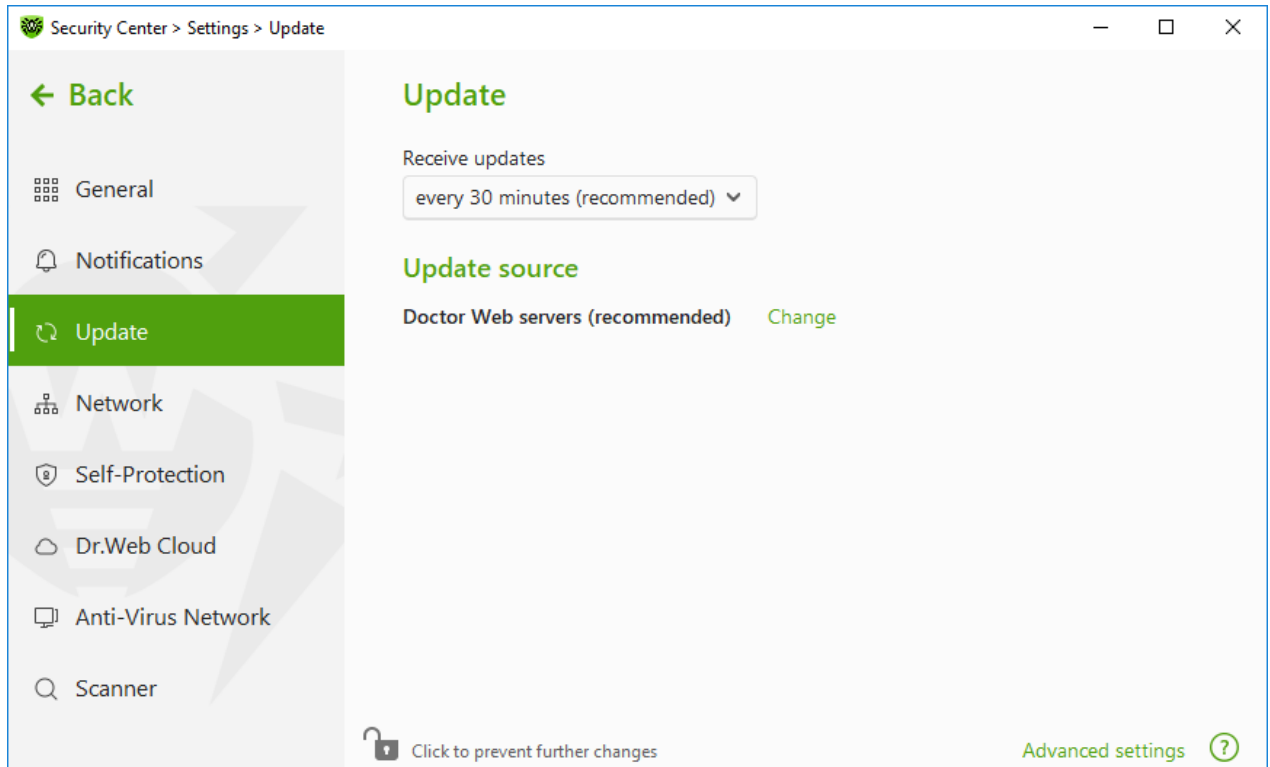 Security Center > Settings > Update
Back
General
Notifications
Update
Network
Self-Protection
Dr.Web Cloud
Anti-Virus Network
Scanner
Update
Receive updates
every 30 minutes (recommended)
Update source
Doctor Web servers (recommended) Change
Click to prevent further changes
Advanced settings ?